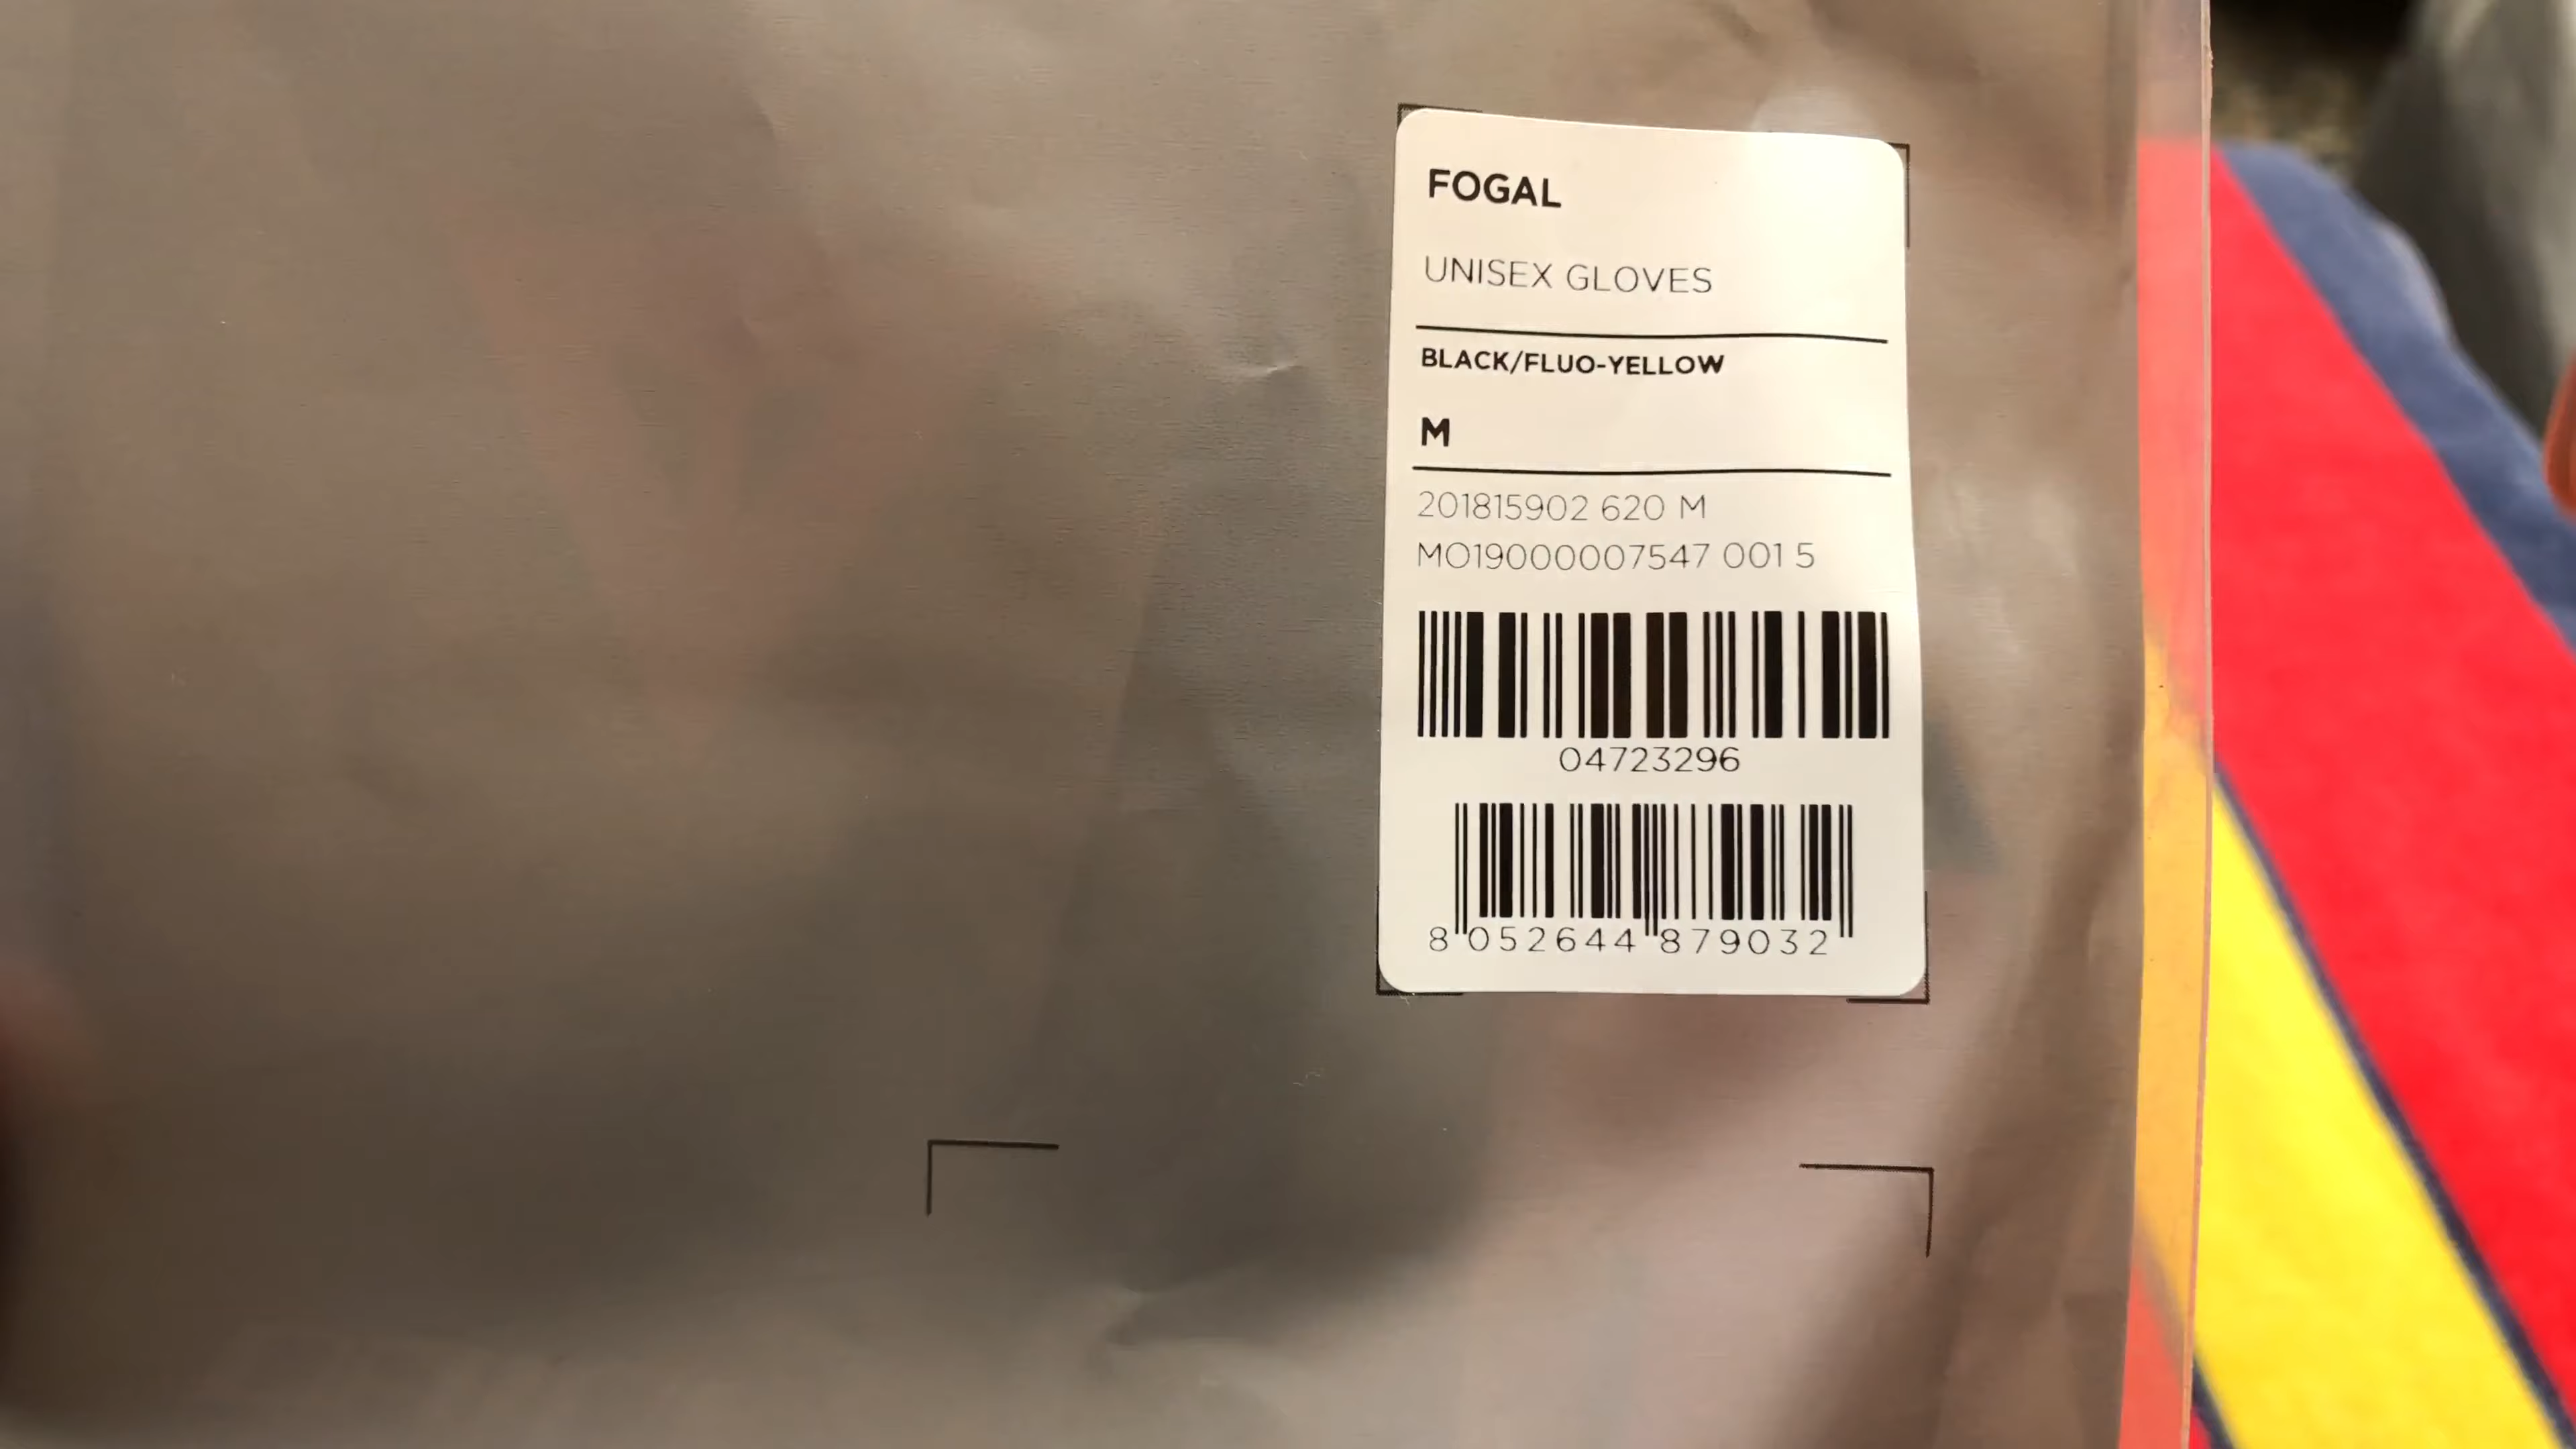 FOGAL
UNISEX GLOVES
BLACK/FLUO-YELLOW
M
201815902 620 M
MO19000007547 001 5
04723296
8 052644 879032